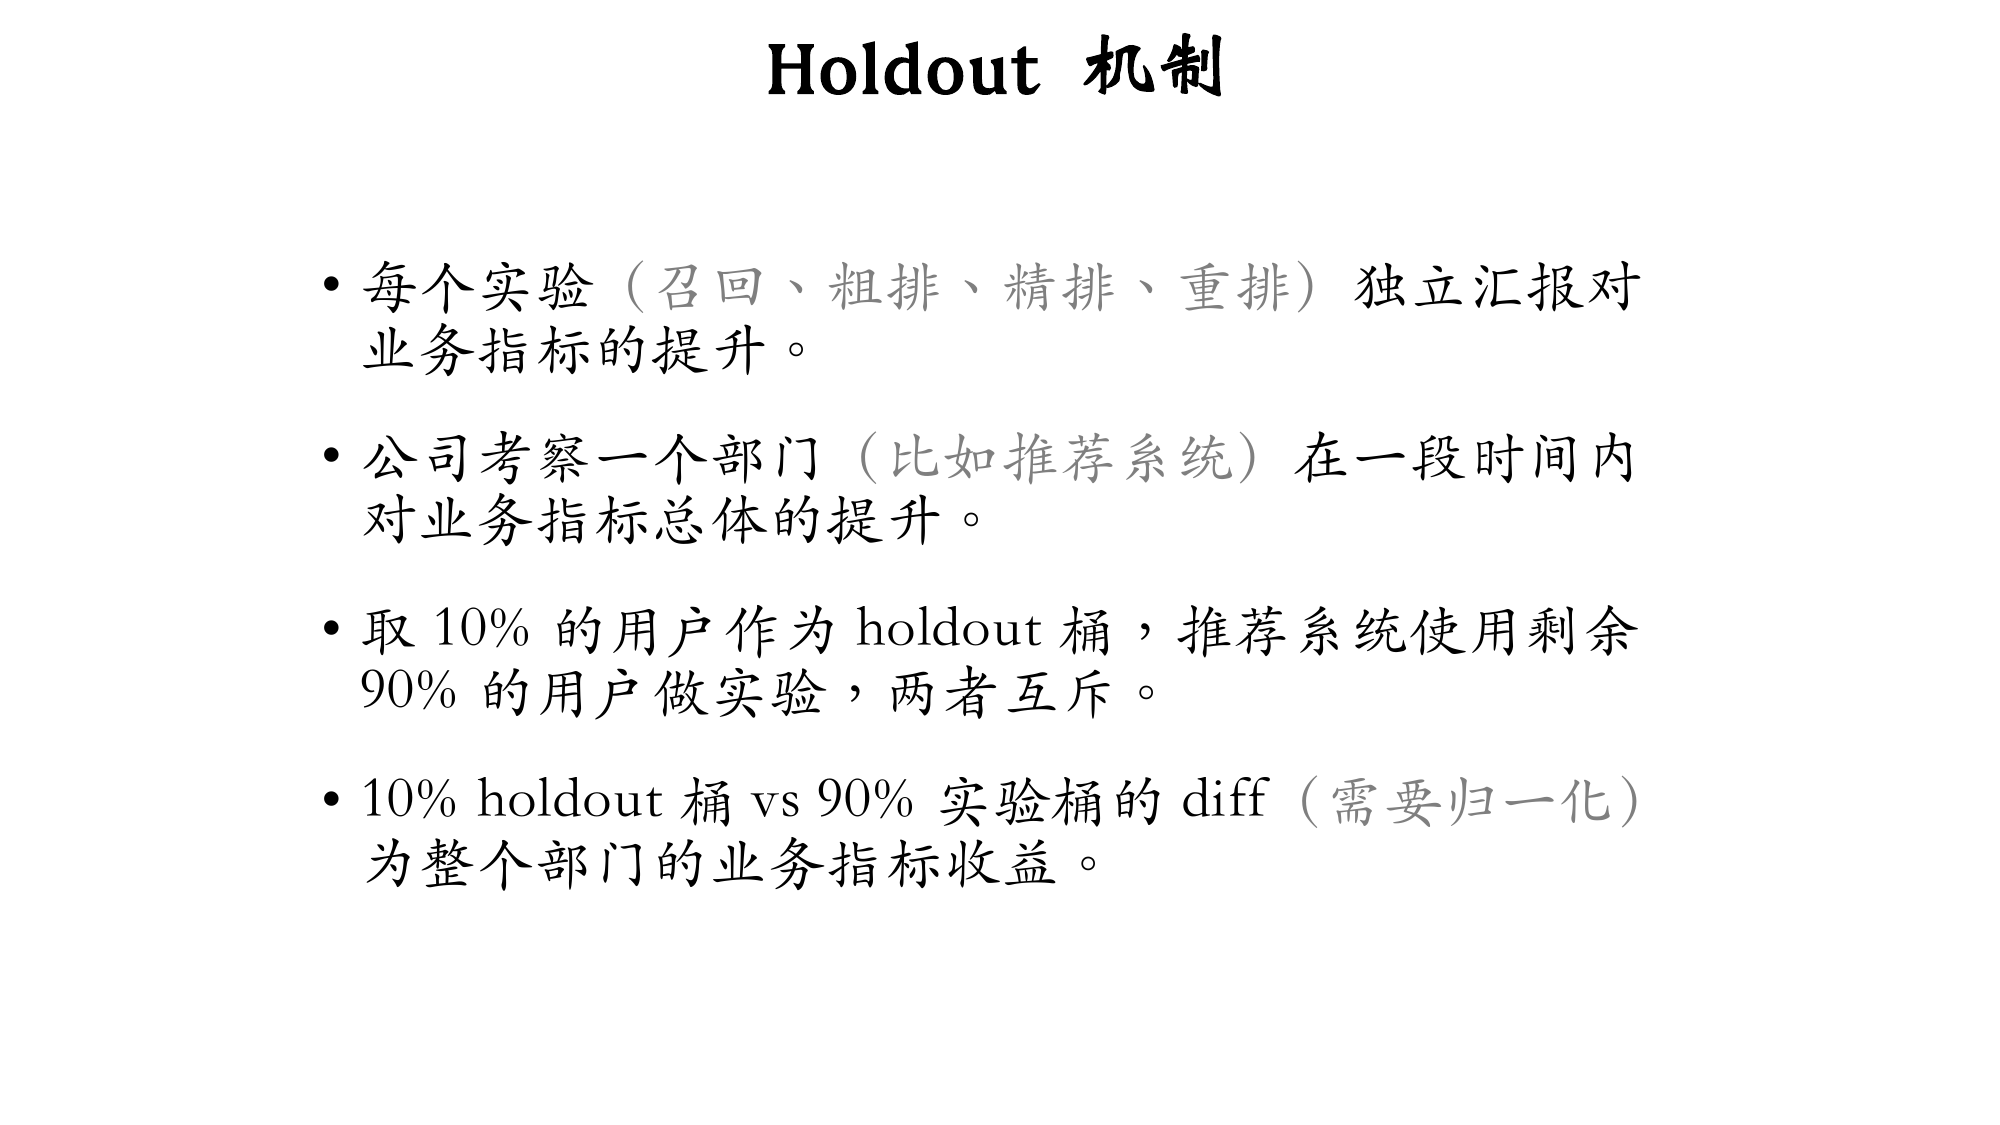 Holdout 机制
• 每个实验（召回、粗排、精排、重排）独立汇报对
业务指标的提升。
• 公司考察一个部门（比如推荐系统）在一段时间内
对业务指标总体的提升。
• 取 10% 的用户作为 holdout 桶，推荐系统使用剩余
90% 的用户做实验，两者互斥。
• 10% holdout 桶 vs 90% 实验桶的 diff（需要归一化）
为整个部门的业务指标收益。